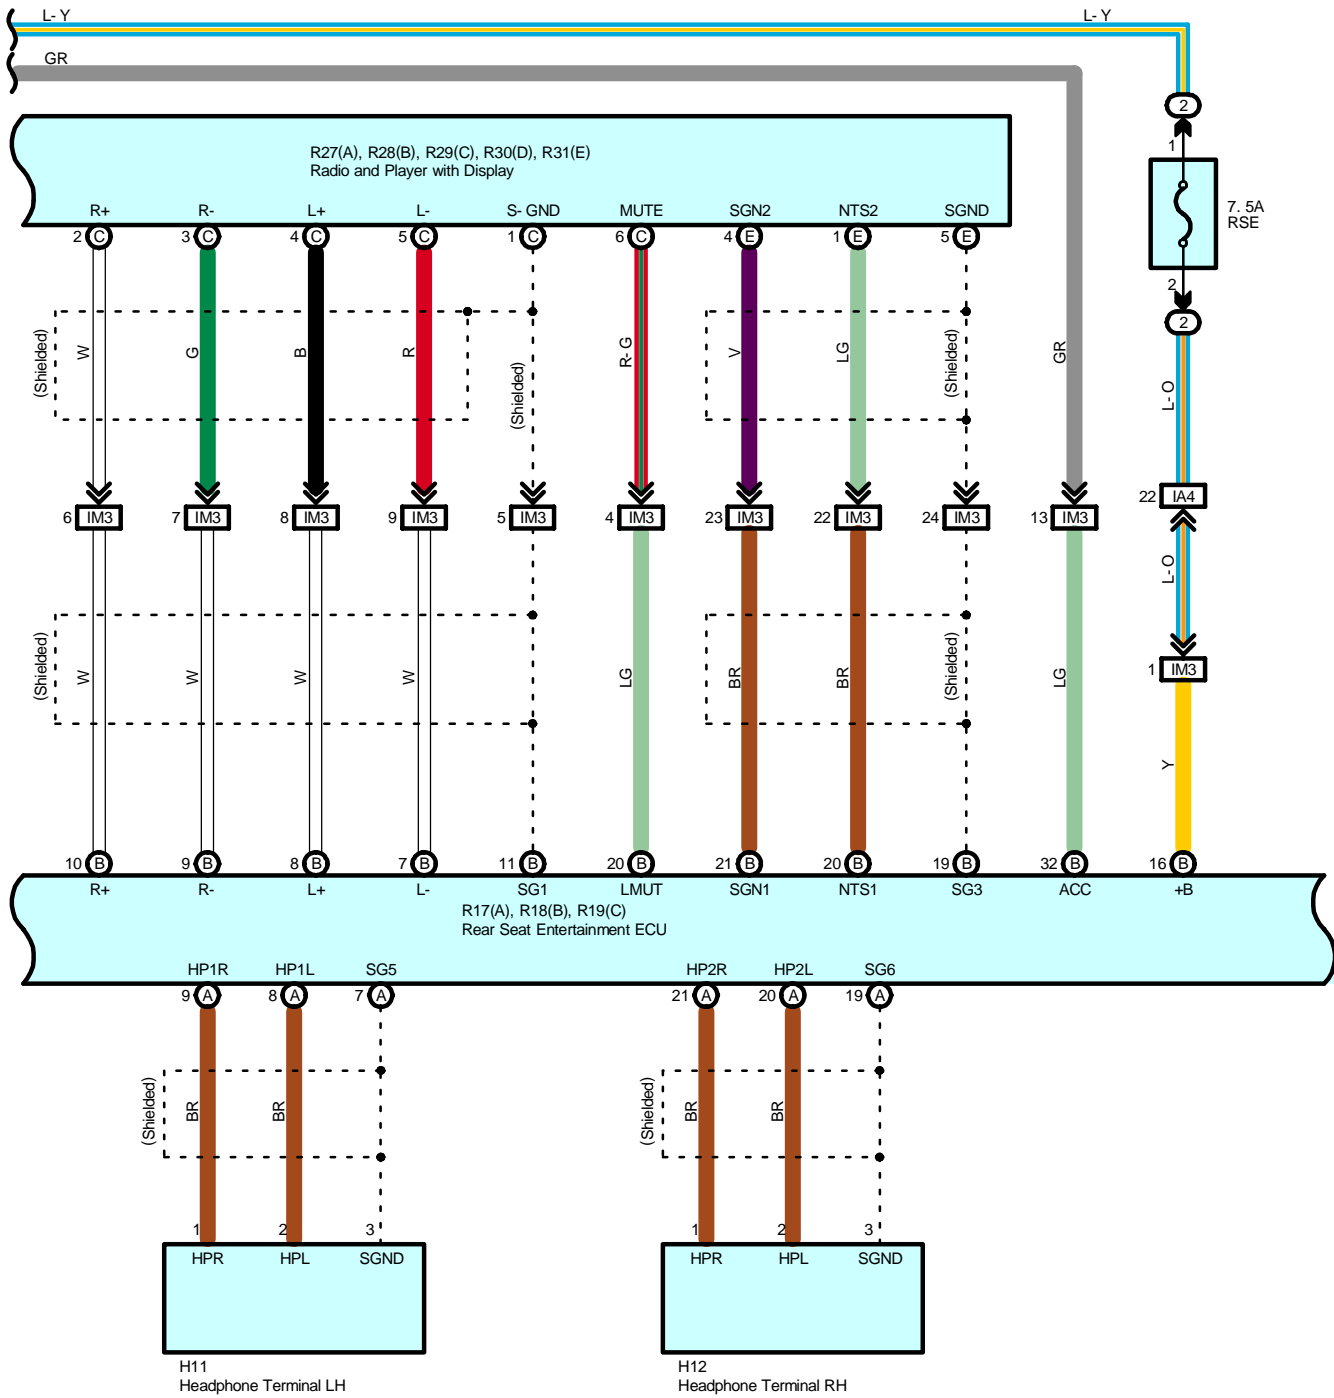 L- Y
L- Y
GR
2
1
R27(A), R28(B), R29(C), R30(D), R31(E)
Radio and Player with Display
7. 5A
RSE
R+ R- L+ L- S- GND MUTE SGN2 NTS2 SGND
2 C 3 C 4 C 5 C 1 C 6 C 4 E 1 E 5 E
2
2
(Shielded) W G B R (Shielded) R- G V LG (Shielded) GR L- O
22 IA4
6 IM3 7 IM3 8 IM3 9 IM3 5 IM3 4 IM3 23 IM3 22 IM3 24 IM3 13 IM3
L- O
1 IM3
(Shielded) W W W W LG BR BR (Shielded) LG
Y
10 B 9 B 8 B 7 B 11 B 20 B 21 B 20 B 19 B 32 B 16 B
R+ R- L+ L- SG1 LMUT SGN1 NTS1 SG3 ACC +B
R17(A), R18(B), R19(C)
Rear Seat Entertainment ECU
HP1R HP1L SG5 HP2R HP2L SG6
9 A 8 A 7 A 21 A 20 A 19 A
(Shielded) BR BR (Shielded) BR BR
1 2 3 1 2 3
HPR HPL SGND HPR HPL SGND
H11
Headphone Terminal LH
H12
Headphone Terminal RH